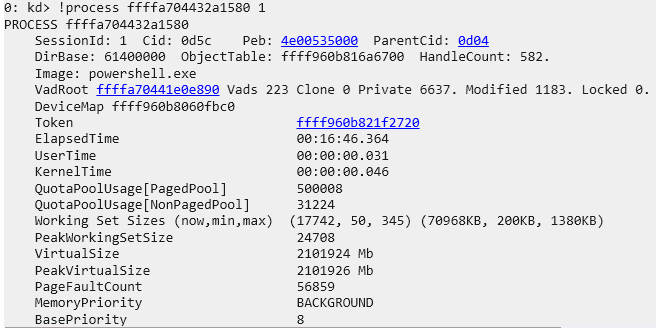 0: kd> !process ffffa704432a1580 1
PROCESS ffffa704432a1580
SessionId: 1 Cid: 0d5c Peb: 4e00535000 ParentCid: 0d04
DirBase: 61400000 ObjectTable: ffff960b816a6700 HandleCount: 582.
Image: powershell.exe
VadRoot ffffa70441e0e890 Vads 223 Clone 0 Private 6637. Modified 1183. Locked 0.
DeviceMap ffff960b8060fbc0
Token ffff960b821f2720
ElapsedTime 00:16:46.364
UserTime 00:00:00.031
KernelTime 00:00:00.046
QuotaPoolUsage[PagedPool] 500008
QuotaPoolUsage[NonPagedPool] 31224
Working Set Sizes (now,min,max) (17742, 50, 345) (70968KB, 200KB, 1380KB)
PeakWorkingSetSize 24708
VirtualSize 2101924 Mb
PeakVirtualSize 2101926 Mb
PageFaultCount 56859
MemoryPriority BACKGROUND
BasePriority 8